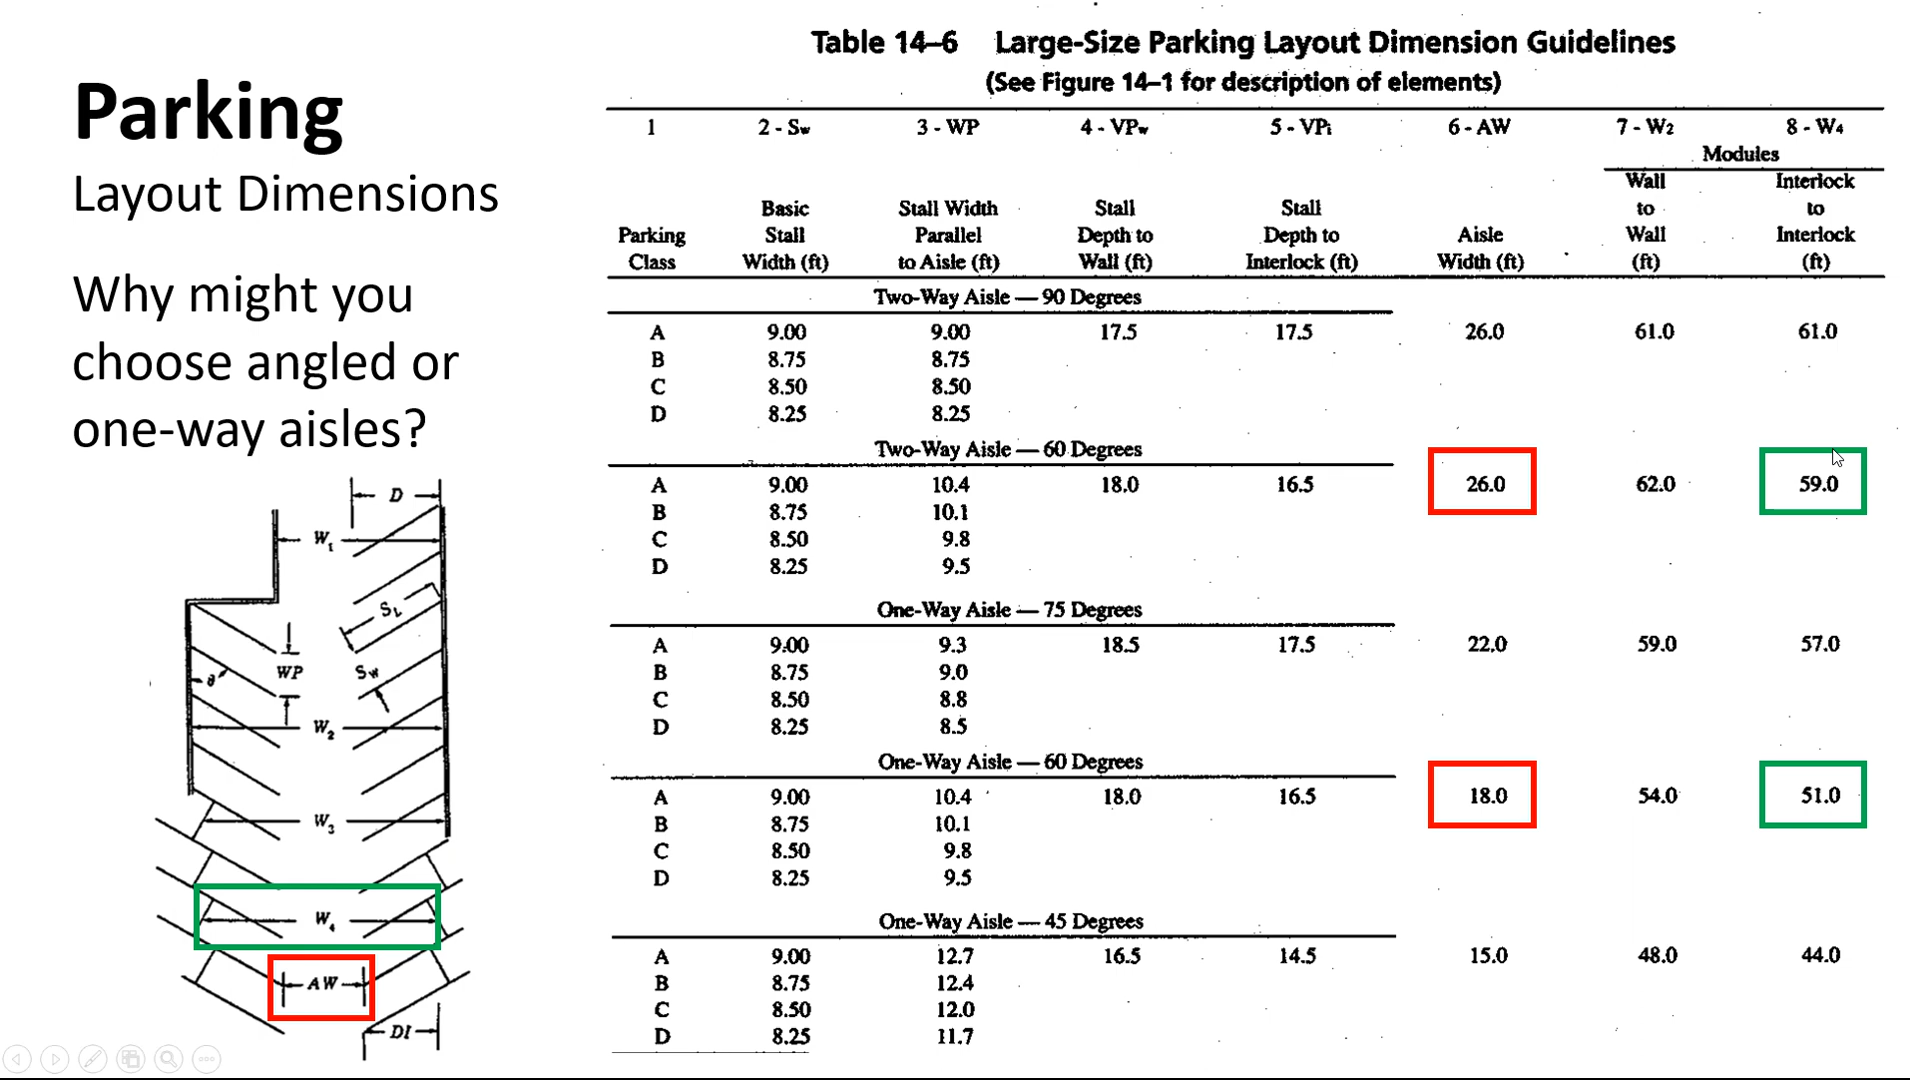 Parking
Layout Dimensions
Why might you
choose angled or
one-way aisles?
D
W₁
S_L
WP
S_w
θ
W₂
W₃
W₄
AW
DI
Table 14–6 Large-Size Parking Layout Dimension Guidelines
(See Figure 14–1 for description of elements)
1 2 - Sw 3 - WP 4 - VPw 5 - VPi 6 - AW 7 - W2 8 - W4
Modules
Wall Interlock
Basic Stall Width Stall Stall to to
Parking Stall Parallel Depth to Depth to Aisle Wall Interlock
Class Width (ft) to Aisle (ft) Wall (ft) Interlock (ft) Width (ft) (ft) (ft)
Two-Way Aisle — 90 Degrees
A 9.00 9.00 17.5 17.5 26.0 61.0 61.0
B 8.75 8.75
C 8.50 8.50
D 8.25 8.25
Two-Way Aisle — 60 Degrees
A 9.00 10.4 18.0 16.5 26.0 62.0 59.0
B 8.75 10.1
C 8.50 9.8
D 8.25 9.5
One-Way Aisle — 75 Degrees
A 9.00 9.3 18.5 17.5 22.0 59.0 57.0
B 8.75 9.0
C 8.50 8.8
D 8.25 8.5
One-Way Aisle — 60 Degrees
A 9.00 10.4 18.0 16.5 18.0 54.0 51.0
B 8.75 10.1
C 8.50 9.8
D 8.25 9.5
One-Way Aisle — 45 Degrees
A 9.00 12.7 16.5 14.5 15.0 48.0 44.0
B 8.75 12.4
C 8.50 12.0
D 8.25 11.7